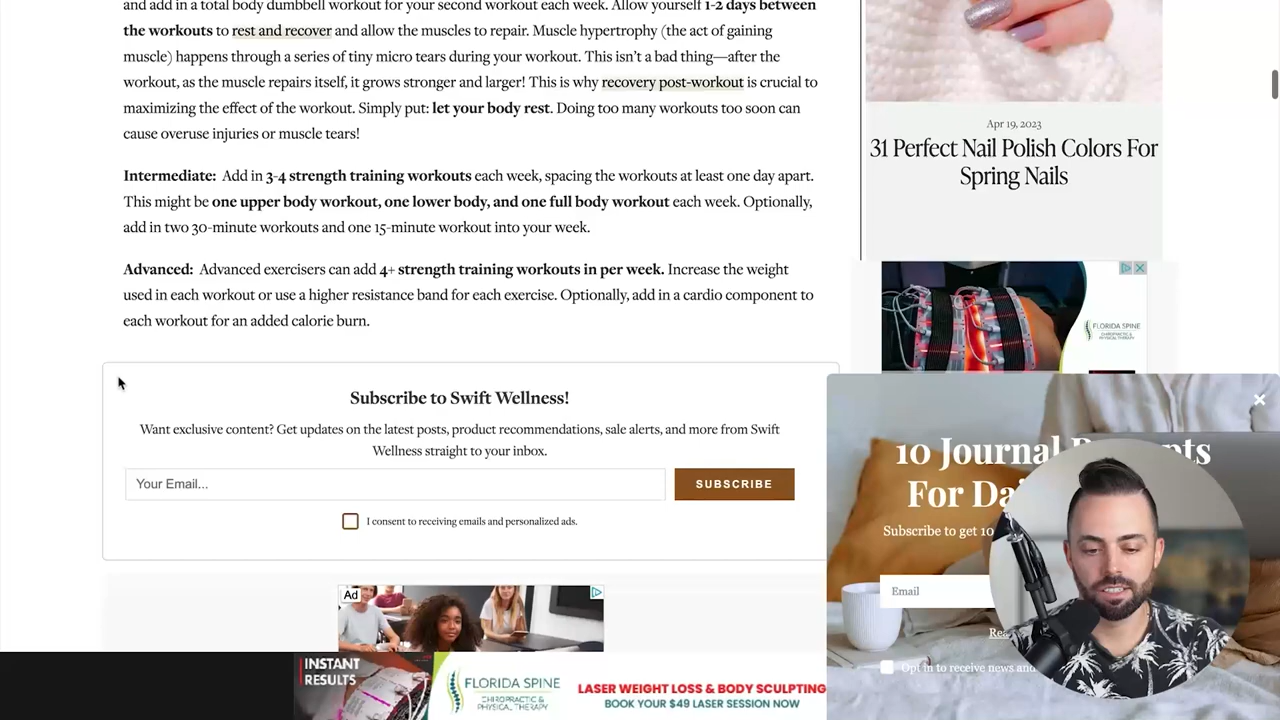 and add in a total body dumbbell workout for your second workout each week. Allow yourself 1-2 days between
the workouts to rest and recover and allow the muscles to repair. Muscle hypertrophy (the act of gaining
muscle) happens through a series of tiny micro tears during your workout. This isn't a bad thing—after the
workout, as the muscle repairs itself, it grows stronger and larger! This is why recovery post-workout is crucial to
maximizing the effect of the workout. Simply put: let your body rest. Doing too many workouts too soon can
cause overuse injuries or muscle tears!
Intermediate: Add in 3-4 strength training workouts each week, spacing the workouts at least one day apart.
This might be one upper body workout, one lower body, and one full body workout each week. Optionally,
add in two 30-minute workouts and one 15-minute workout into your week.
Advanced: Advanced exercisers can add 4+ strength training workouts in per week. Increase the weight
used in each workout or use a higher resistance band for each exercise. Optionally, add in a cardio component to
each workout for an added calorie burn.
Subscribe to Swift Wellness!
Want exclusive content? Get updates on the latest posts, product recommendations, sale alerts, and more from Swift
Wellness straight to your inbox.
Your Email...
SUBSCRIBE
I consent to receiving emails and personalized ads.
Ad
INSTANT
RESULTS
FLORIDA SPINE
CHIROPRACTIC &
PHYSICAL THERAPY
LASER WEIGHT LOSS & BODY SCULPTING
BOOK YOUR $49 LASER SESSION NOW
Apr 19, 2023
31 Perfect Nail Polish Colors For
Spring Nails
FLORIDA SPINE
CHIROPRACTIC &
PHYSICAL THERAPY
10 Journal
For
Subscribe to get 10
Email
Opt in to receive news and